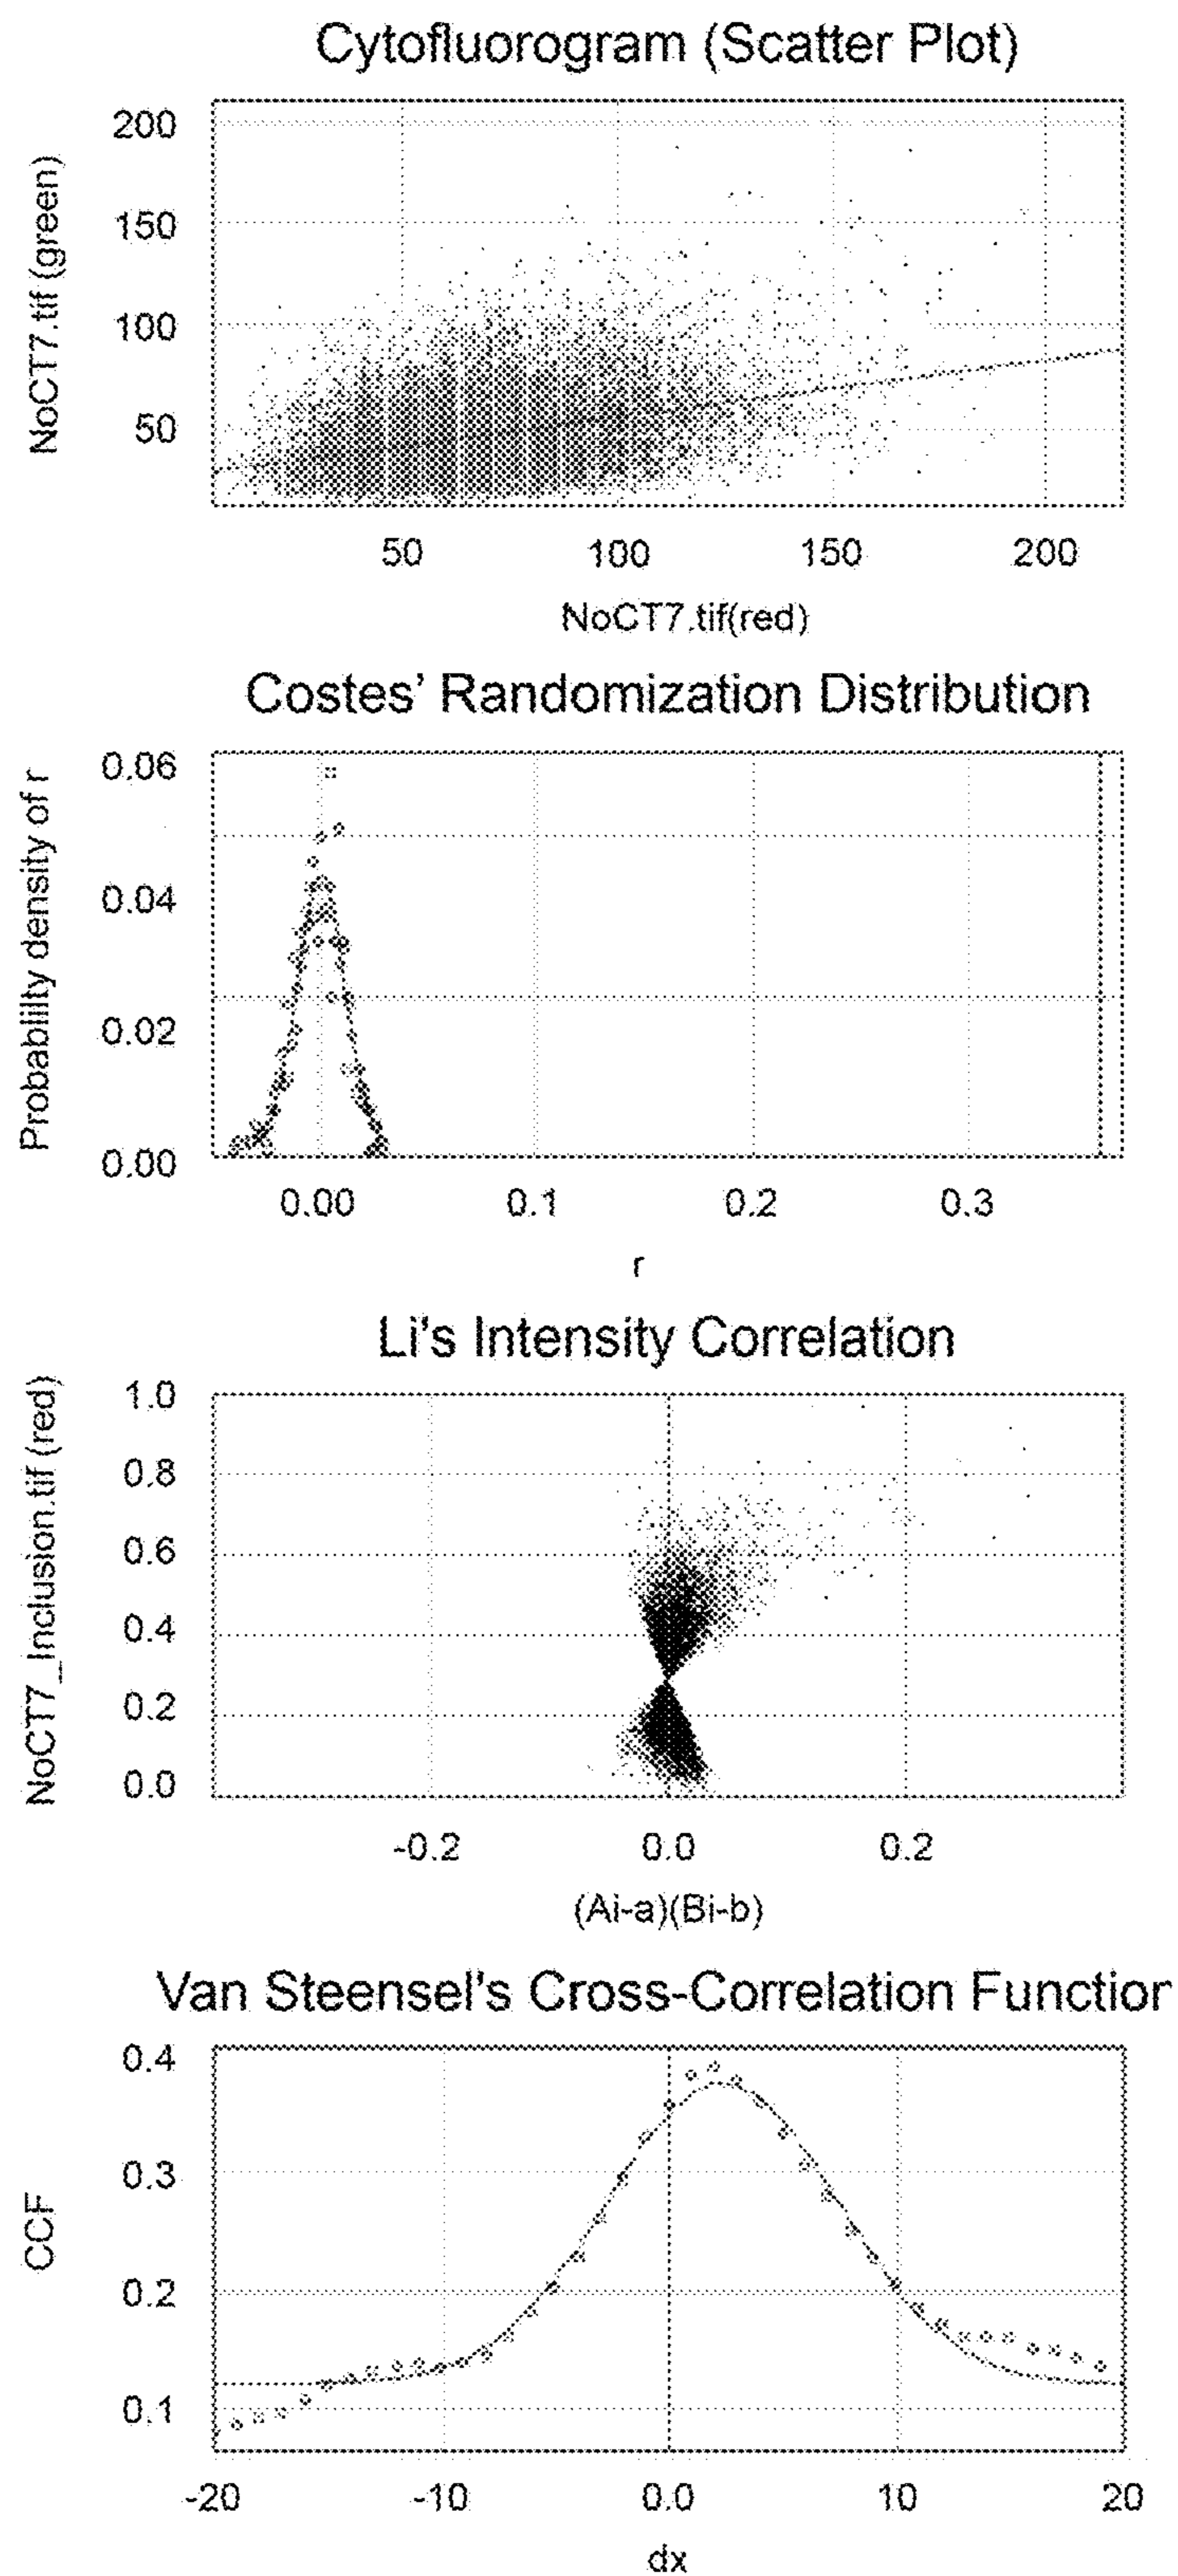 Cytofluorogram (Scatter Plot)
NoCT7.tif (green)
200
150
100
50
50 100 150 200
NoCT7.tif(red)
Costes' Randomization Distribution
Probability density of r
0.06
0.04
0.02
0.00
0.00 0.1 0.2 0.3
r
Li's Intensity Correlation
NoCT7_Inclusion.tif (red)
1.0
0.8
0.6
0.4
0.2
0.0
-0.2 0.0 0.2
(Ai-a)(Bi-b)
Van Steensel's Cross-Correlation Functior
CCF
0.4
0.3
0.2
0.1
-20 -10 0.0 10 20
dx